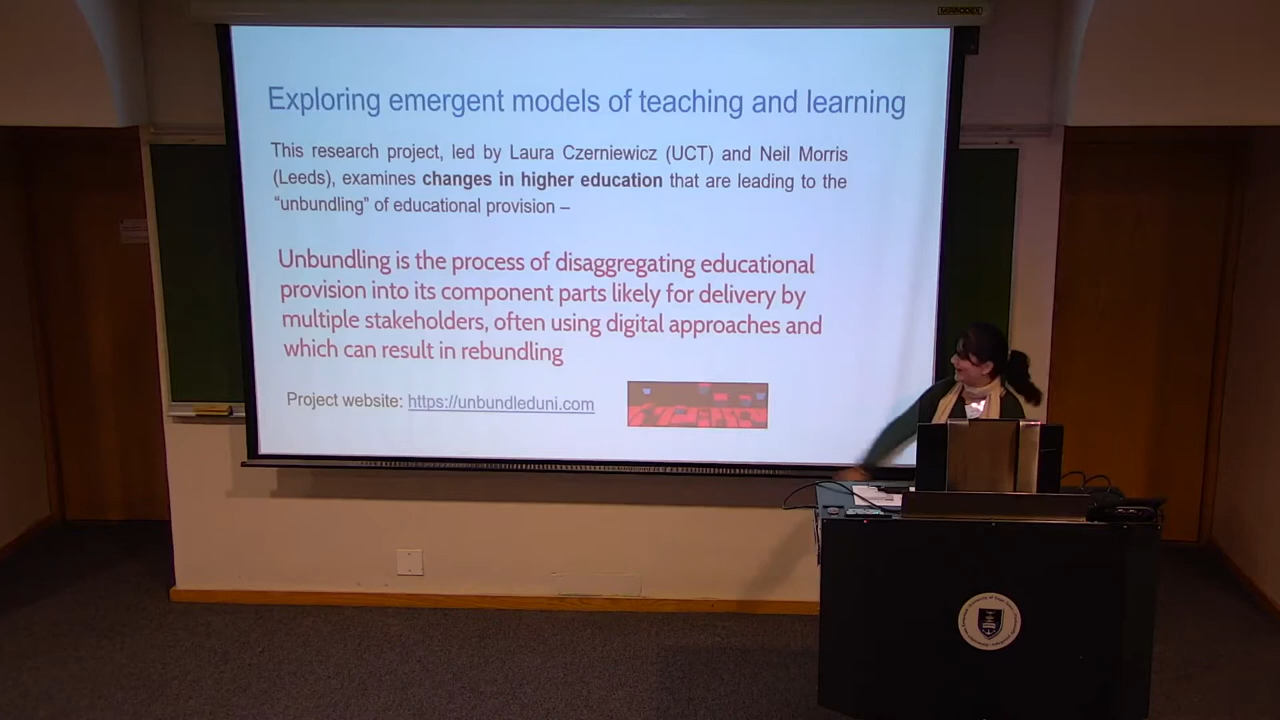 MIRRODEX
Exploring emergent models of teaching and learning
This research project, led by Laura Czerniewicz (UCT) and Neil Morris
(Leeds), examines changes in higher education that are leading to the
“unbundling” of educational provision –
Unbundling is the process of disaggregating educational
provision into its component parts likely for delivery by
multiple stakeholders, often using digital approaches and
which can result in rebundling
Project website: https://unbundleduni.com